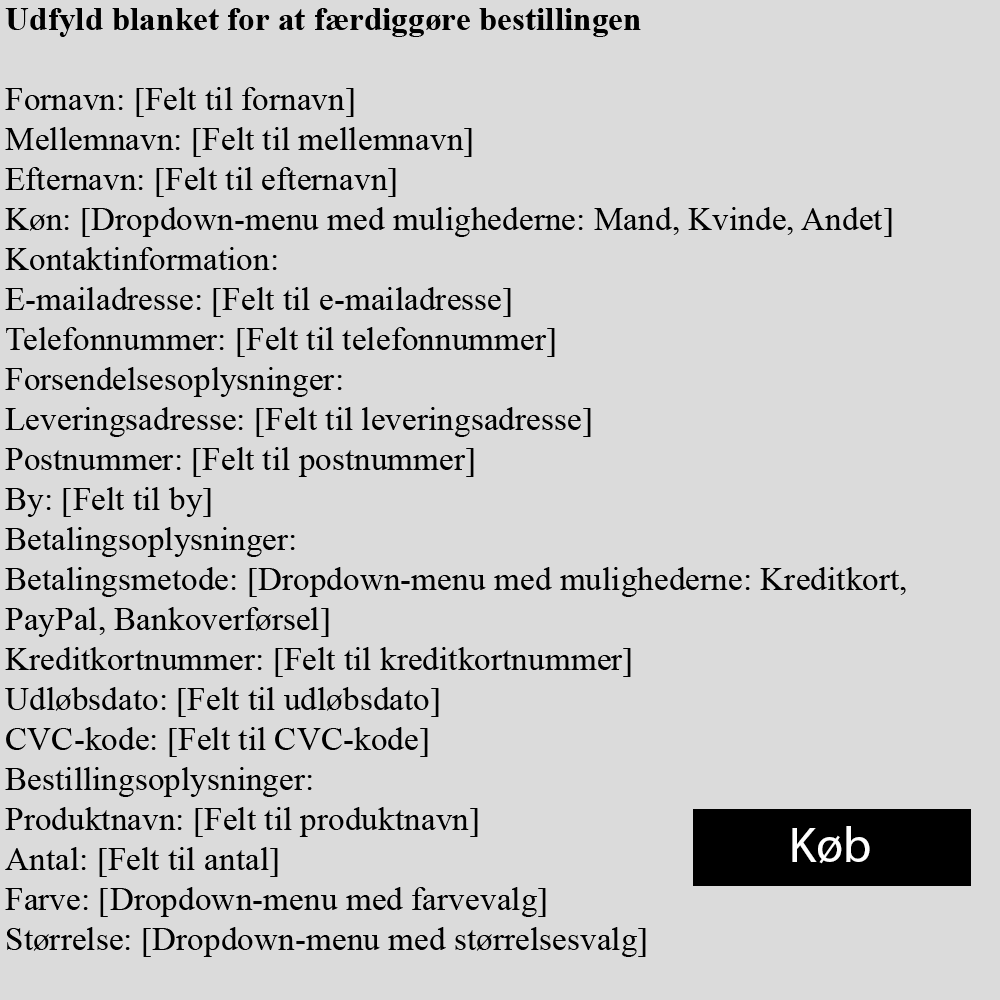 Udfyld blanket for at færdiggøre bestillingen
Fornavn: [Felt til fornavn]
Mellemnavn: [Felt til mellemnavn]
Efternavn: [Felt til efternavn]
Køn: [Dropdown-menu med mulighederne: Mand, Kvinde, Andet]
Kontaktinformation:
E-mailadresse: [Felt til e-mailadresse]
Telefonnummer: [Felt til telefonnummer]
Forsendelsesoplysninger:
Leveringsadresse: [Felt til leveringsadresse]
Postnummer: [Felt til postnummer]
By: [Felt til by]
Betalingsoplysninger:
Betalingsmetode: [Dropdown-menu med mulighederne: Kreditkort,
PayPal, Bankoverførsel]
Kreditkortnummer: [Felt til kreditkortnummer]
Udløbsdato: [Felt til udløbsdato]
CVC-kode: [Felt til CVC-kode]
Bestillingsoplysninger:
Produktnavn: [Felt til produktnavn]
Antal: [Felt til antal]
Farve: [Dropdown-menu med farvevalg]
Størrelse: [Dropdown-menu med størrelsesvalg]
Køb